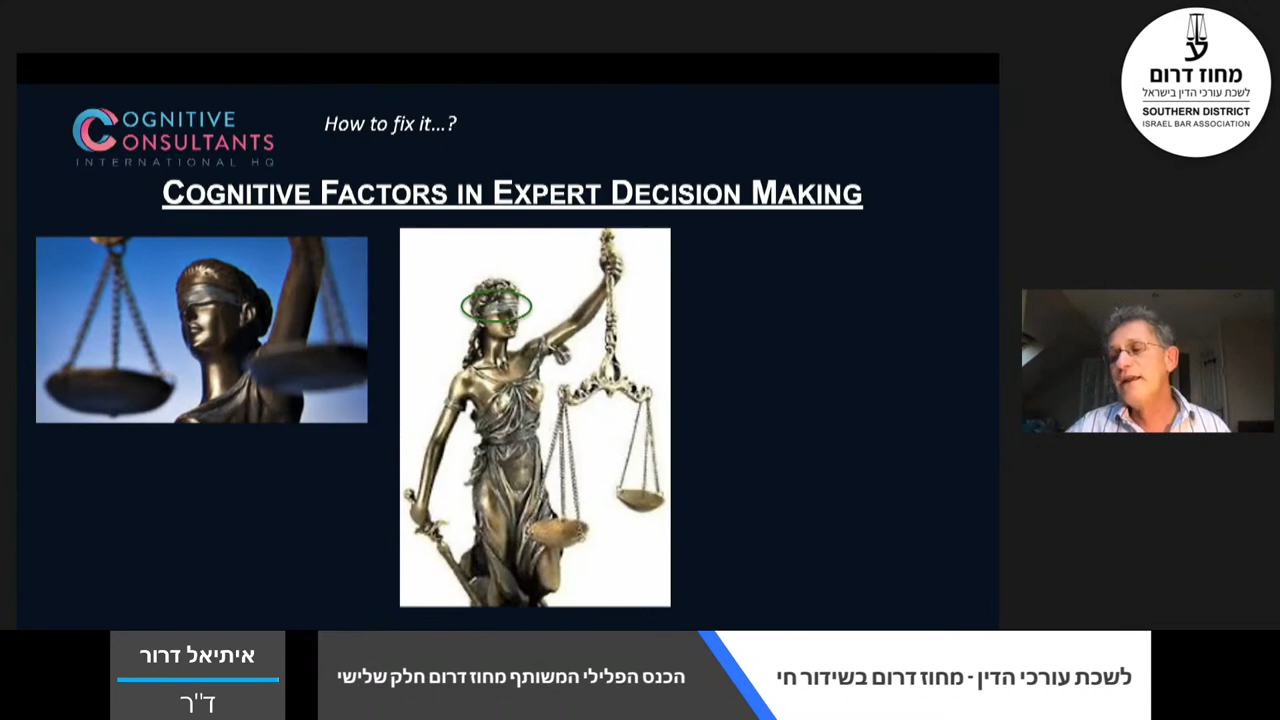 COGNITIVE
CONSULTANTS
INTERNATIONAL HQ
How to fix it...?
COGNITIVE FACTORS IN EXPERT DECISION MAKING
מחוז דרום
לשכת עורכי הדין בישראל
SOUTHERN DISTRICT
ISRAEL BAR ASSOCIATION
איתיאל דרור
ד"ר
הכנס הפלילי המשותף מחוז דרום חלק שלישי
לשכת עורכי הדין - מחוז דרום בשידור חי